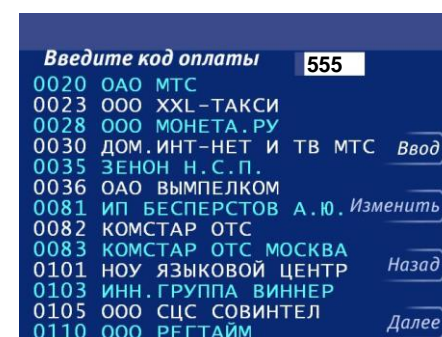 Введите код оплаты 555
0020 ОАО МТС
0023 ООО XXL-ТАКСИ
0028 ООО МОНЕТА.РУ
0030 ДОМ.ИНТ-НЕТ И ТВ МТС Ввод
0035 ЗЕНОН Н.С.П.
0036 ОАО ВЫМПЕЛКОМ
0081 ИП БЕСПЕРСТОВ А.Ю. Изменить
0082 КОМСТАР ОТС
0083 КОМСТАР ОТС МОСКВА
0101 НОУ ЯЗЫКОВОЙ ЦЕНТР Назад
0103 ИНН.ГРУППА ВИННЕР
0105 ООО СЦС СОВИНТЕЛ
0110 ООО РЕГТАЙМ Далее